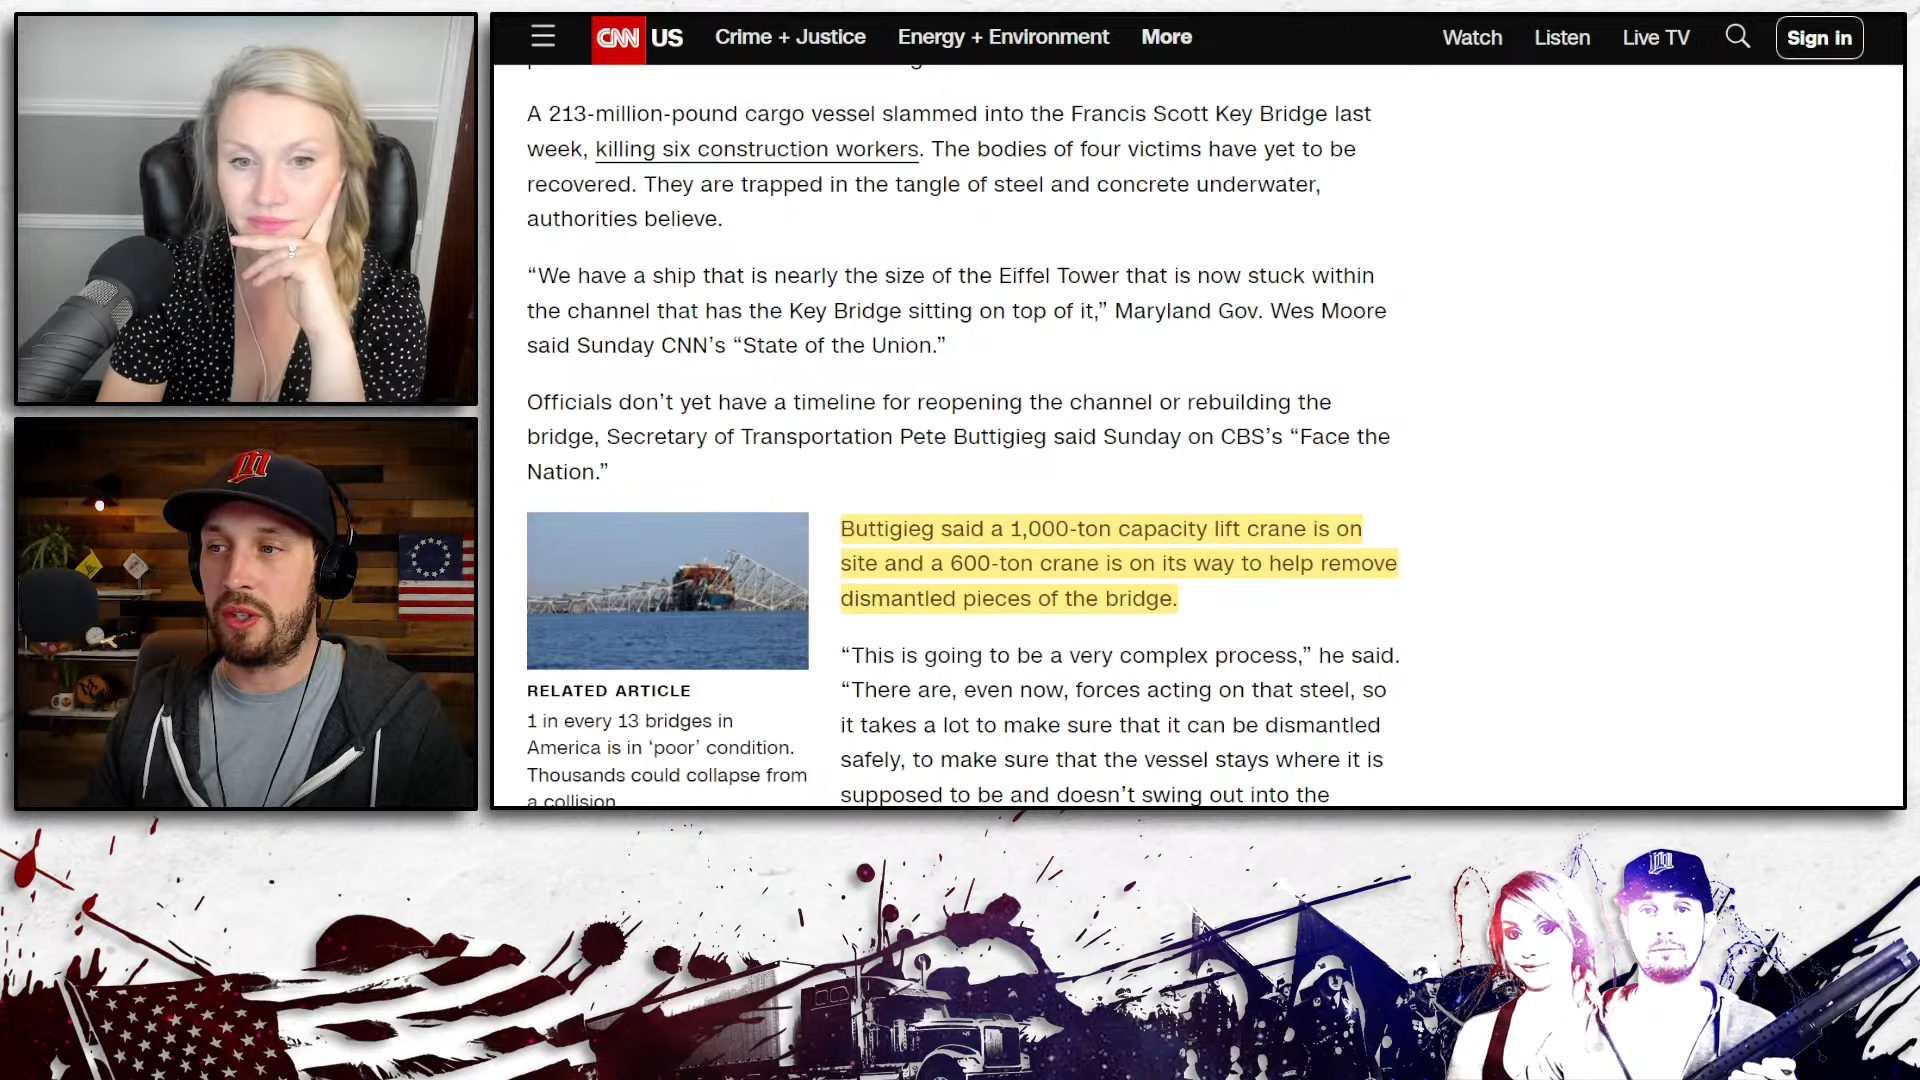 CNN US Crime + Justice Energy + Environment More Watch Listen Live TV Sign in
A 213-million-pound cargo vessel slammed into the Francis Scott Key Bridge last
week, killing six construction workers. The bodies of four victims have yet to be
recovered. They are trapped in the tangle of steel and concrete underwater,
authorities believe.
“We have a ship that is nearly the size of the Eiffel Tower that is now stuck within
the channel that has the Key Bridge sitting on top of it,” Maryland Gov. Wes Moore
said Sunday CNN’s “State of the Union.”
Officials don’t yet have a timeline for reopening the channel or rebuilding the
bridge, Secretary of Transportation Pete Buttigieg said Sunday on CBS’s “Face the
Nation.”
RELATED ARTICLE
1 in every 13 bridges in
America is in ‘poor’ condition.
Thousands could collapse from
a collision
Buttigieg said a 1,000-ton capacity lift crane is on
site and a 600-ton crane is on its way to help remove
dismantled pieces of the bridge.
“This is going to be a very complex process,” he said.
“There are, even now, forces acting on that steel, so
it takes a lot to make sure that it can be dismantled
safely, to make sure that the vessel stays where it is
supposed to be and doesn’t swing out into the